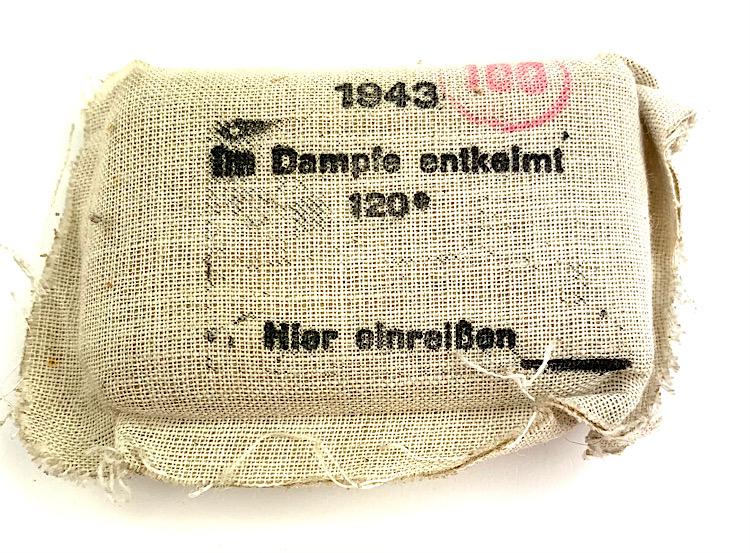 1943
100
Im Dampfe entkeimt
120°
Hier einreißen